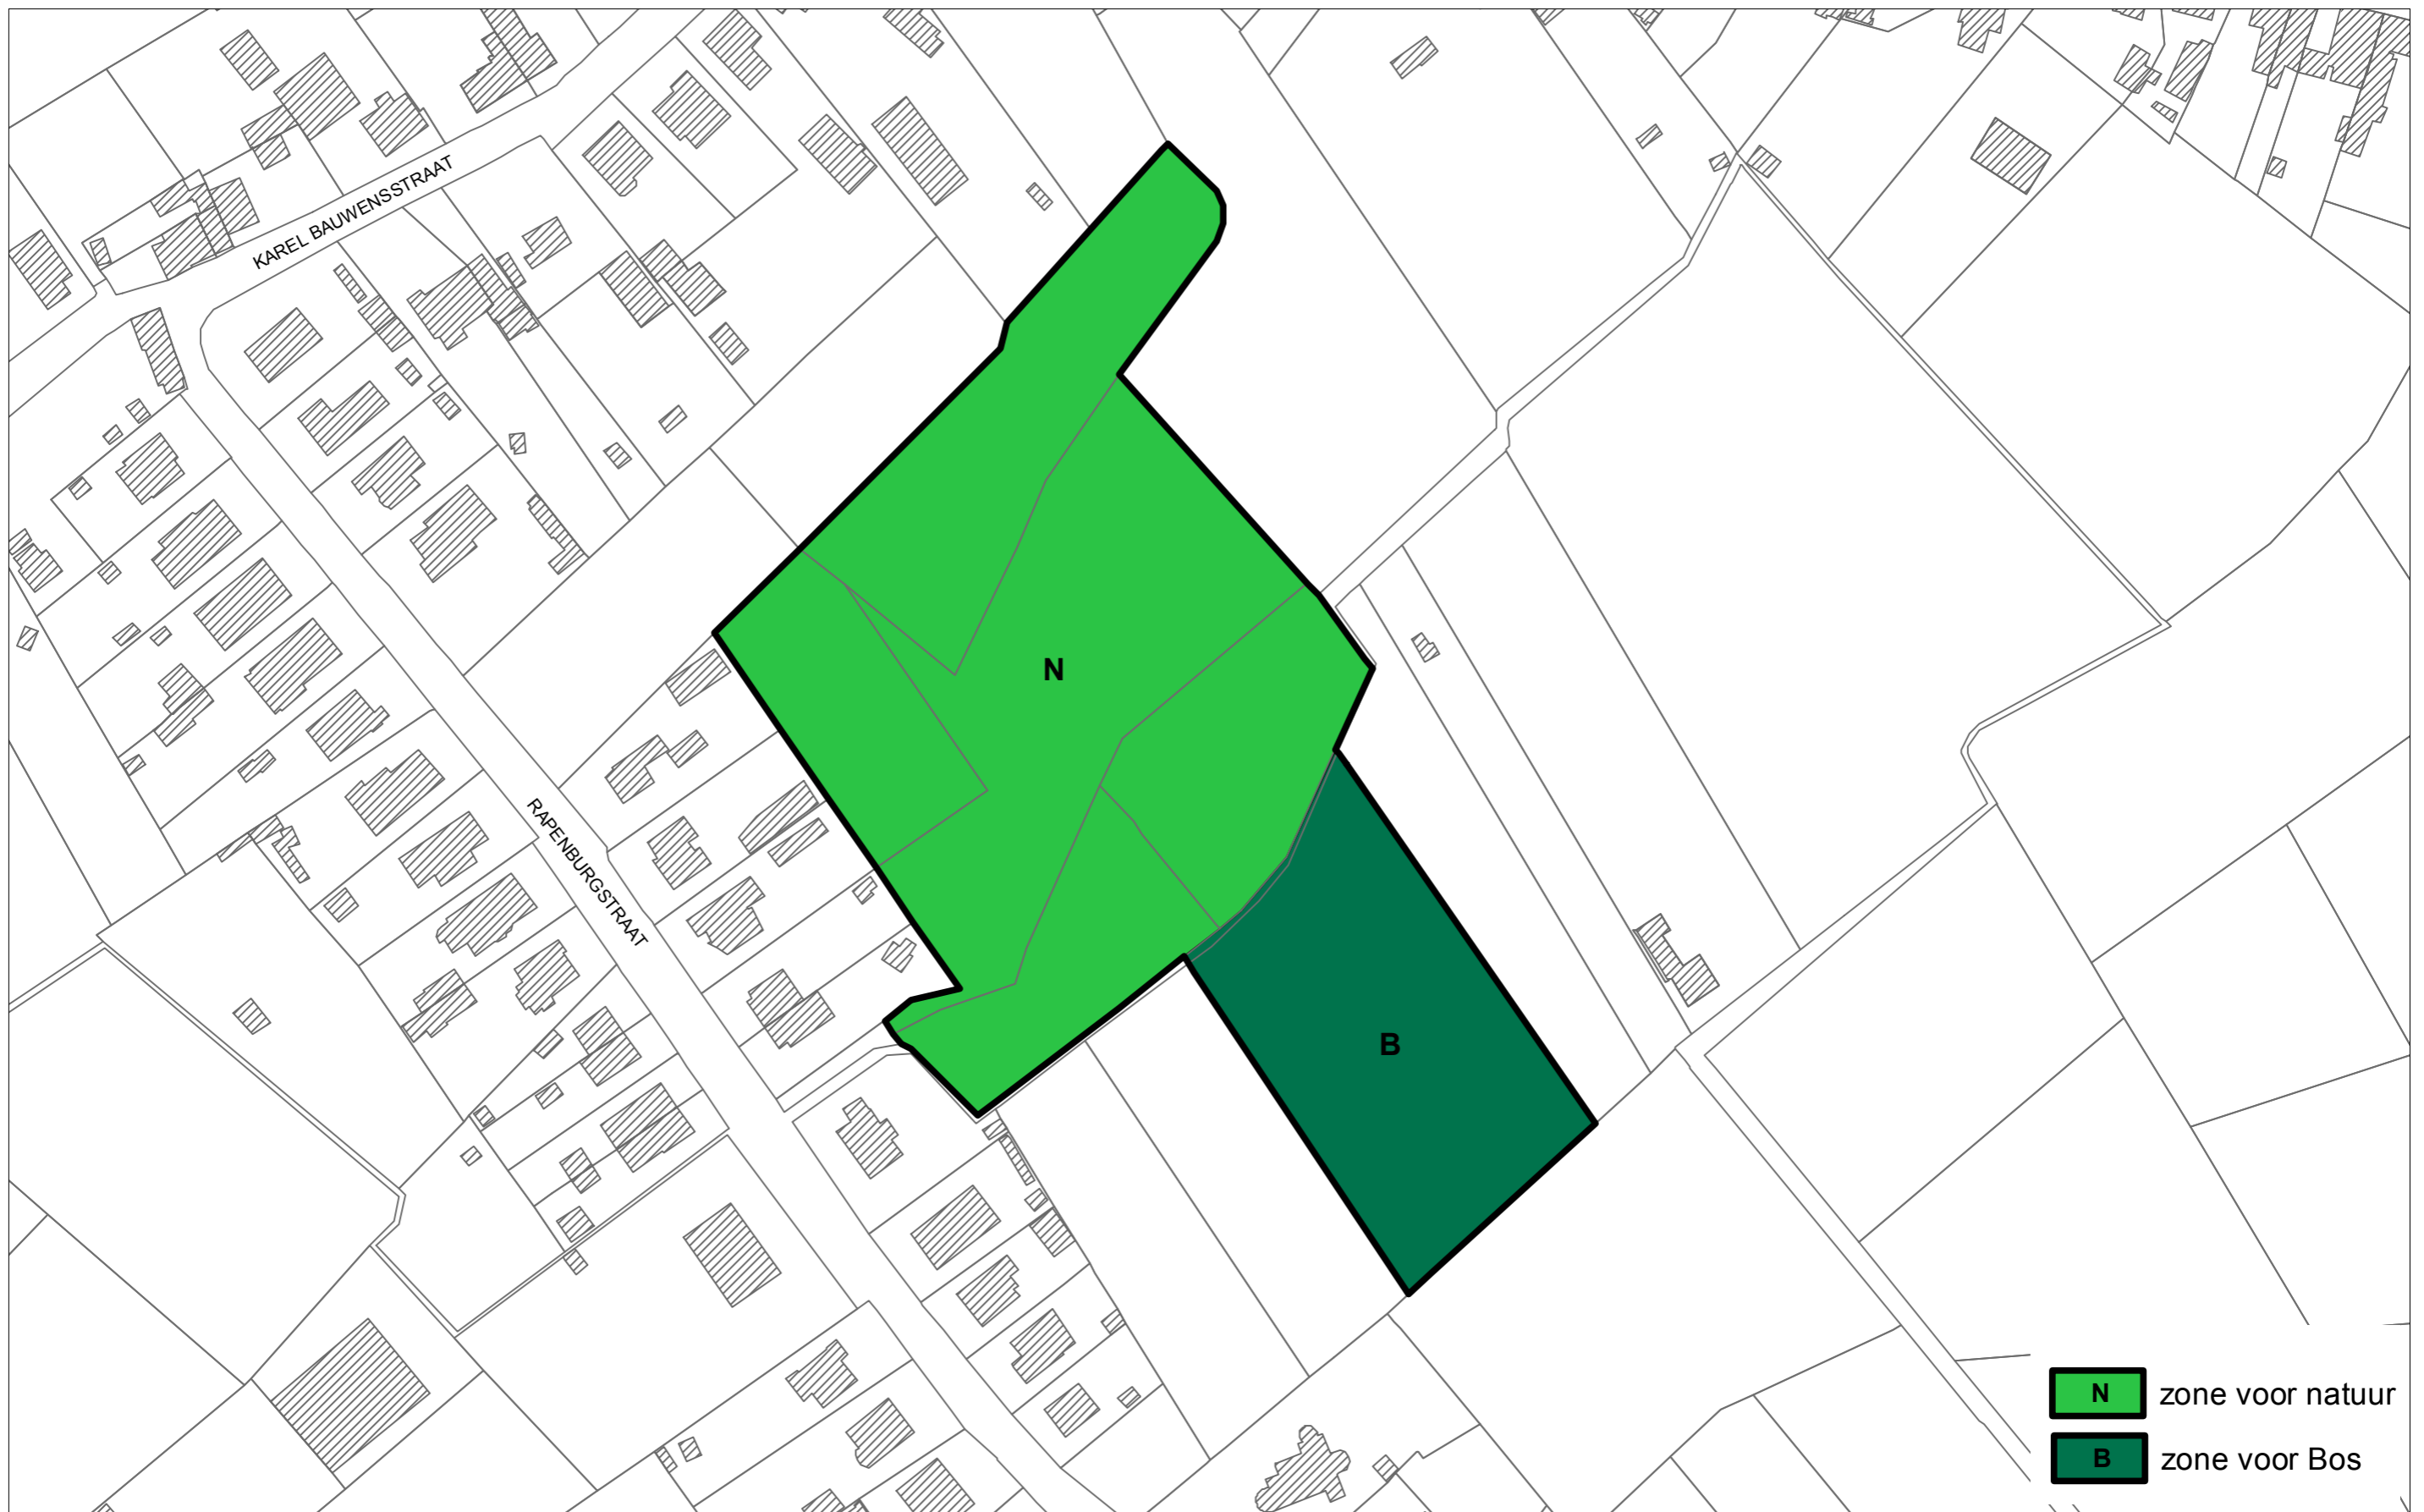 KAREL BAUWENSSTRAAT
N
RAPENBURGSTRAAT
B
N zone voor natuur
B zone voor Bos